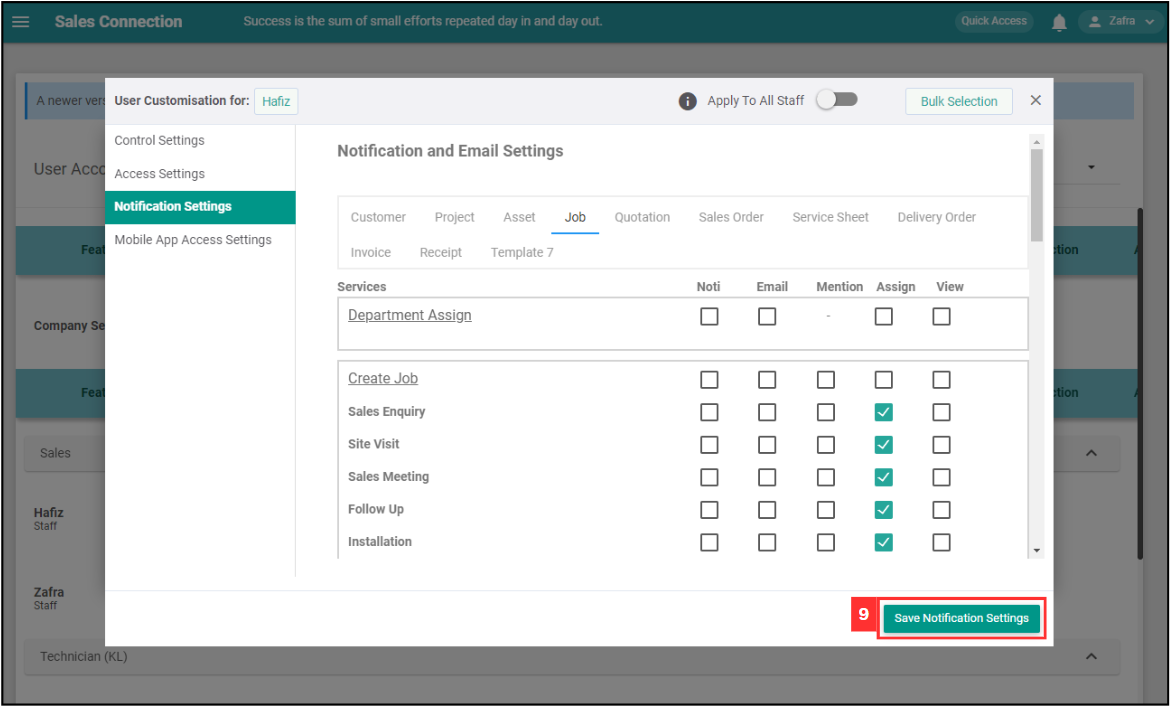 Sales Connection Success is the sum of small efforts repeated day in and day out. Quick Access Zafra
A newer vers
User Customisation for: Hafiz Apply To All Staff Bulk Selection
Control Settings
Access Settings
Notification Settings
Mobile App Access Settings
User Acco
Feat
Company Se
Feat
Sales
Hafiz
Staff
Zafra
Staff
Technician (KL)
Notification and Email Settings
Customer Project Asset Job Quotation Sales Order Service Sheet Delivery Order
Invoice Receipt Template 7
Services Noti Email Mention Assign View
Department Assign -
Create Job
Sales Enquiry
Site Visit
Sales Meeting
Follow Up
Installation
9 Save Notification Settings
ction A
ction A